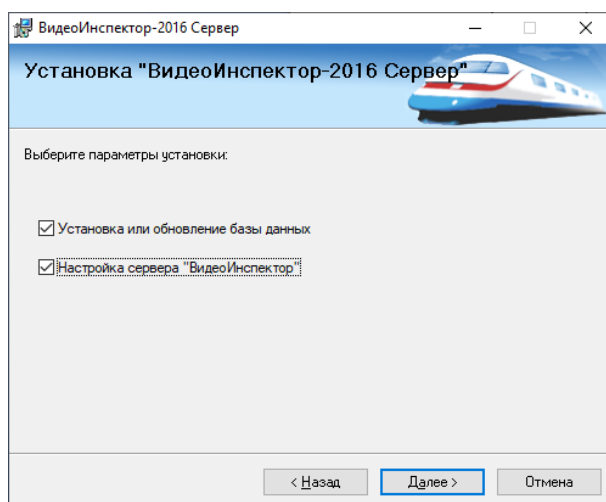 ВидеоИнспектор-2016 Сервер
Установка "ВидеоИнспектор-2016 Сервер"
Выберите параметры установки:
Установка или обновление базы данных
Настройка сервера "ВидеоИнспектор"
< Назад
Далее >
Отмена